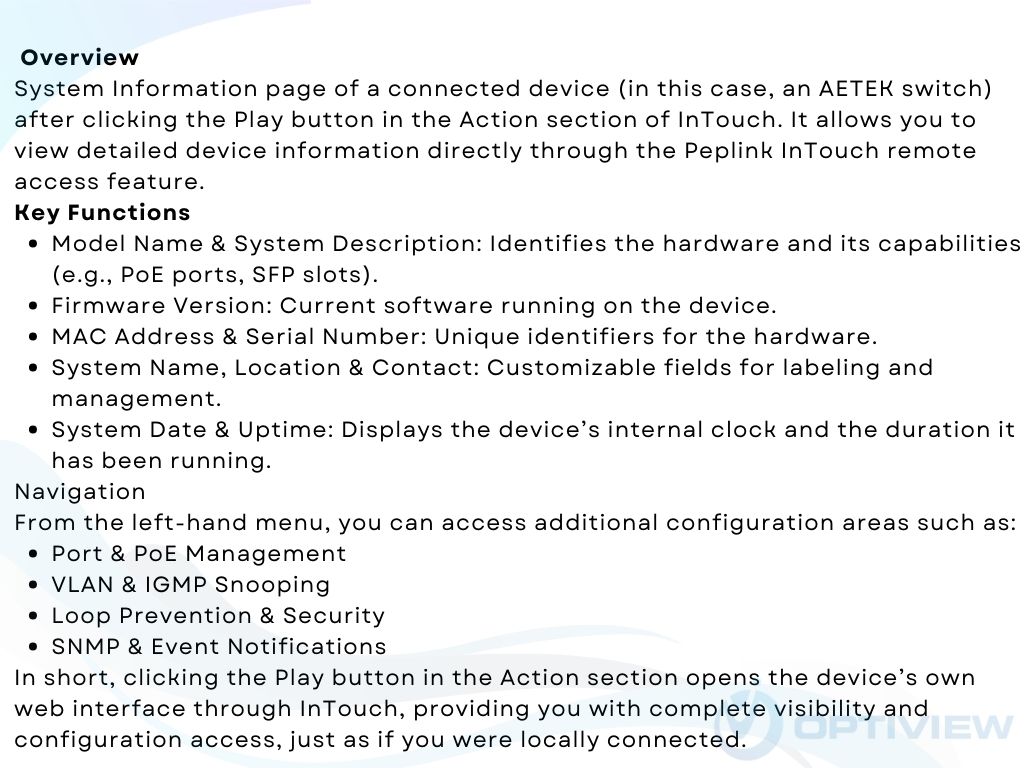 Overview
System Information page of a connected device (in this case, an AETEK switch)
after clicking the Play button in the Action section of InTouch. It allows you to
view detailed device information directly through the Peplink InTouch remote
access feature.
Key Functions
• Model Name & System Description: Identifies the hardware and its capabilities
(e.g., PoE ports, SFP slots).
• Firmware Version: Current software running on the device.
• MAC Address & Serial Number: Unique identifiers for the hardware.
• System Name, Location & Contact: Customizable fields for labeling and
management.
• System Date & Uptime: Displays the device’s internal clock and the duration it
has been running.
Navigation
From the left-hand menu, you can access additional configuration areas such as:
• Port & PoE Management
• VLAN & IGMP Snooping
• Loop Prevention & Security
• SNMP & Event Notifications
In short, clicking the Play button in the Action section opens the device’s own
web interface through InTouch, providing you with complete visibility and
configuration access, just as if you were locally connected.
OPTIVIEW